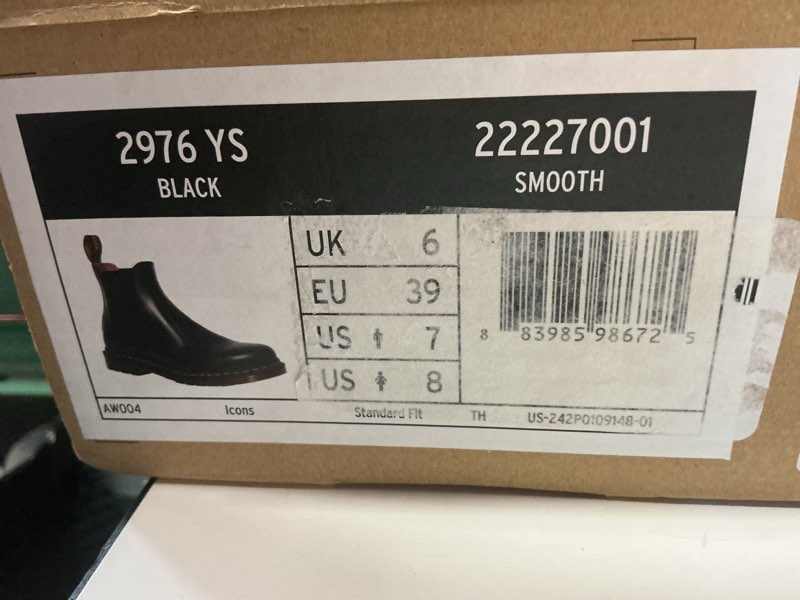 2976 YS
BLACK
22227001
SMOOTH
UK 6
EU 39
US 7
US 8
8 83985 98672 5
AW004 Icons Standard Fit TH US-242P0109148-01